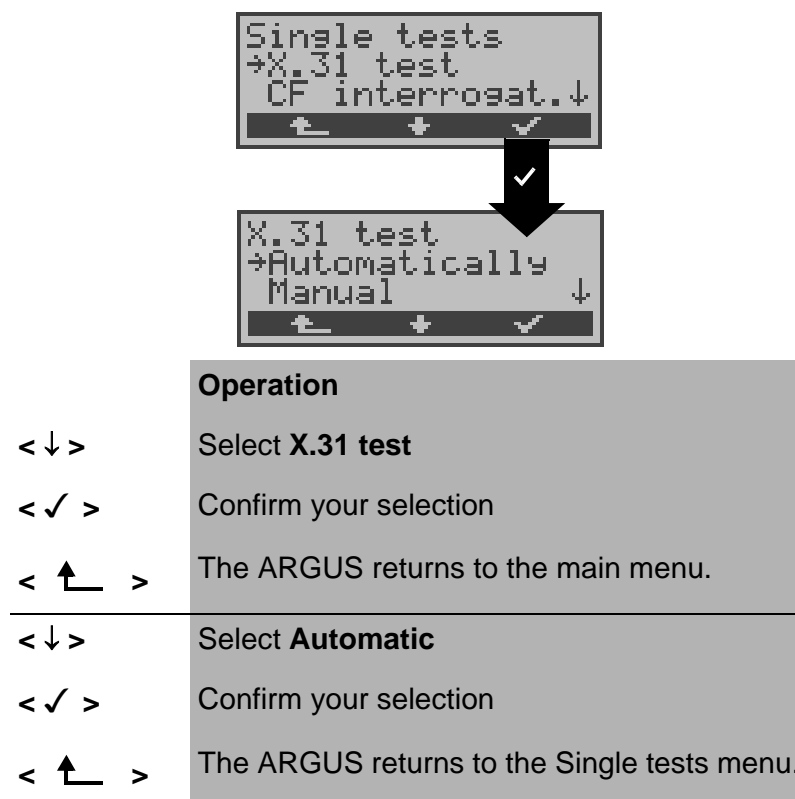 Single tests
→X.31 test
CF interrogat.↓
✓
X.31 test
→Automatically
Manual ↓
Operation
<↓> Select X.31 test
<✓> Confirm your selection
< > The ARGUS returns to the main menu.
<↓> Select Automatic
<✓> Confirm your selection
< > The ARGUS returns to the Single tests menu.